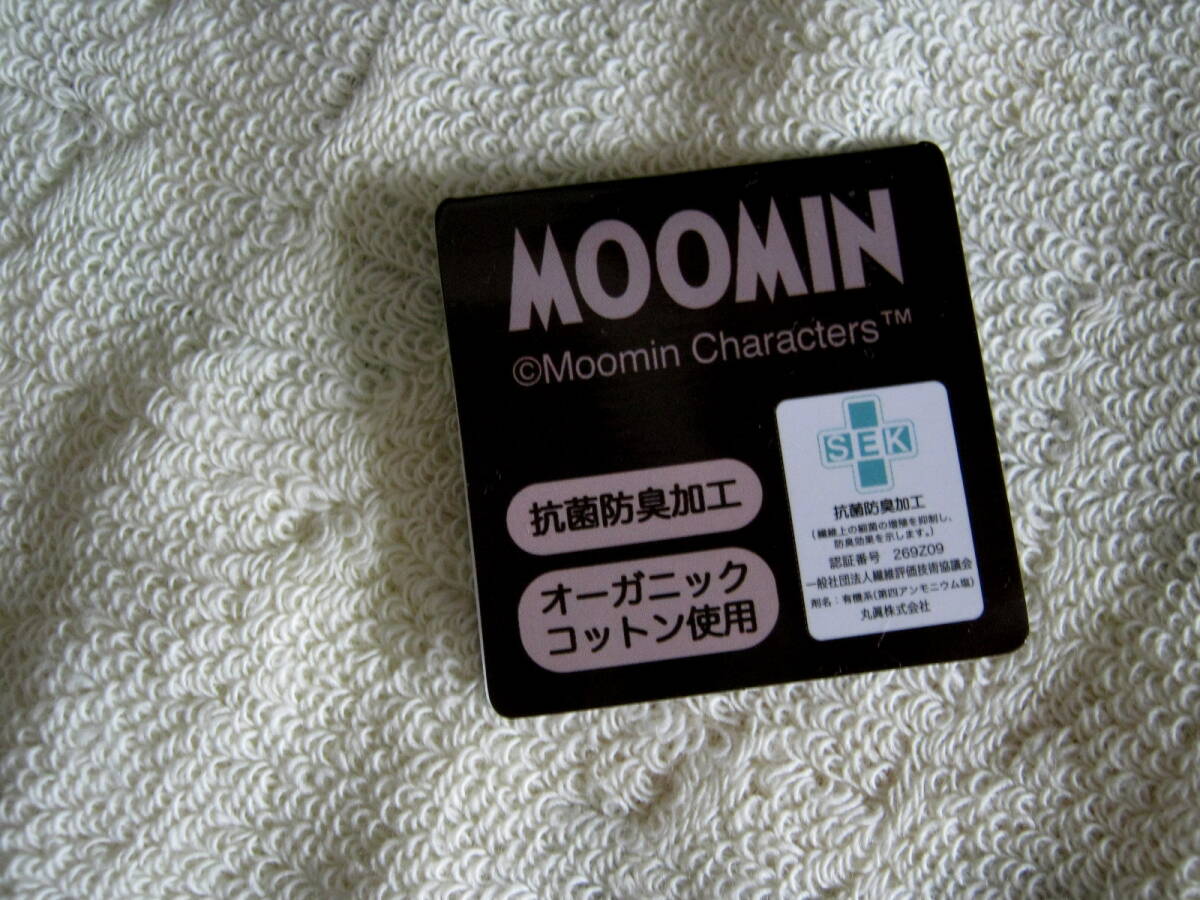 MOOMIN
©Moomin Characters™
抗菌防臭加工
オーガニック
コットン使用
SEK
抗菌防臭加工
(繊維上の細菌の増殖を抑制し、
防臭効果を示します。)
認証番号 269Z09
一般社団法人繊維評価技術協議会
剤名:有機系(第四アンモニウム塩)
丸眞株式会社